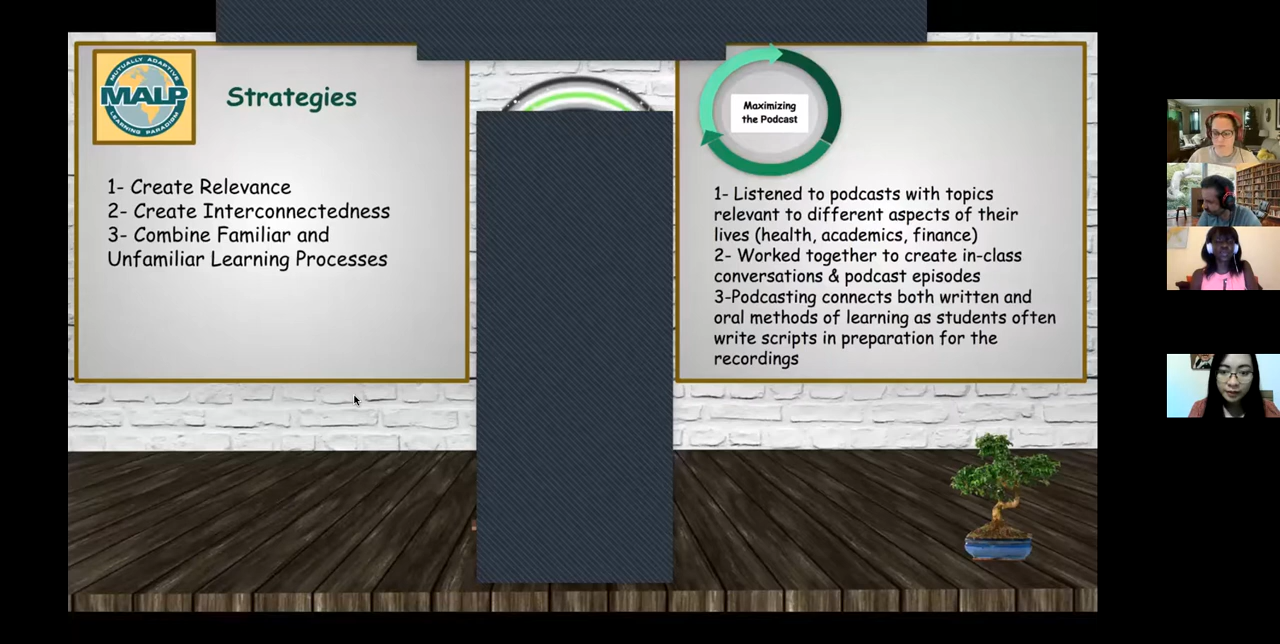 MUTUALLY ADAPTIVE
MALP
LEARNING PARADIGM
Strategies
1- Create Relevance
2- Create Interconnectedness
3- Combine Familiar and
Unfamiliar Learning Processes
Maximizing
the Podcast
1- Listened to podcasts with topics
relevant to different aspects of their
lives (health, academics, finance)
2- Worked together to create in-class
conversations & podcast episodes
3-Podcasting connects both written and
oral methods of learning as students often
write scripts in preparation for the
recordings